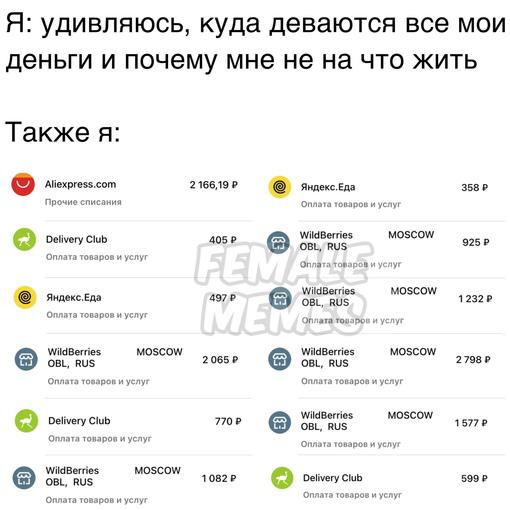 Я: удивляюсь, куда деваются все мои
деньги и почему мне не на что жить
Также я:
Aliexpress.com 2 166,19 ₽
Прочие списания
Delivery Club 405 ₽
Оплата товаров и услуг
Яндекс.Еда 497 ₽
Оплата товаров и услуг
WildBerries MOSCOW 2 065 ₽
OBL, RUS
Оплата товаров и услуг
Delivery Club 770 ₽
Оплата товаров и услуг
WildBerries MOSCOW 1 082 ₽
OBL, RUS
Оплата товаров и услуг
Яндекс.Еда 358 ₽
Оплата товаров и услуг
WildBerries MOSCOW 925 ₽
OBL, RUS
Оплата товаров и услуг
WildBerries MOSCOW 1 232 ₽
OBL, RUS
Оплата товаров и услуг
WildBerries MOSCOW 2 798 ₽
OBL, RUS
Оплата товаров и услуг
WildBerries MOSCOW 1 577 ₽
OBL, RUS
Оплата товаров и услуг
Delivery Club 599 ₽
Оплата товаров и услуг
FEMALE
MEMES